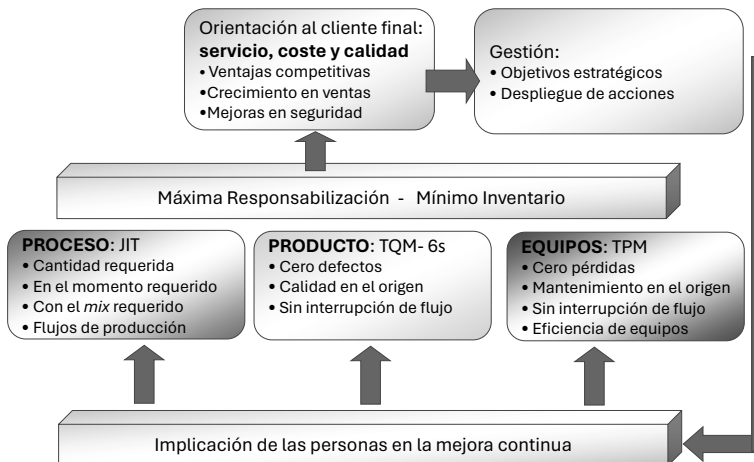 Orientación al cliente final:
servicio, coste y calidad
• Ventajas competitivas
•Crecimiento en ventas
•Mejoras en seguridad
Gestión:
• Objetivos estratégicos
• Despliegue de acciones
Máxima Responsabilización - Mínimo Inventario
PROCESO: JIT
• Cantidad requerida
• En el momento requerido
• Con el mix requerido
• Flujos de producción
PRODUCTO: TQM- 6s
• Cero defectos
• Calidad en el origen
• Sin interrupción de flujo
EQUIPOS: TPM
• Cero pérdidas
• Mantenimiento en el origen
• Sin interrupción de flujo
• Eficiencia de equipos
Implicación de las personas en la mejora continua